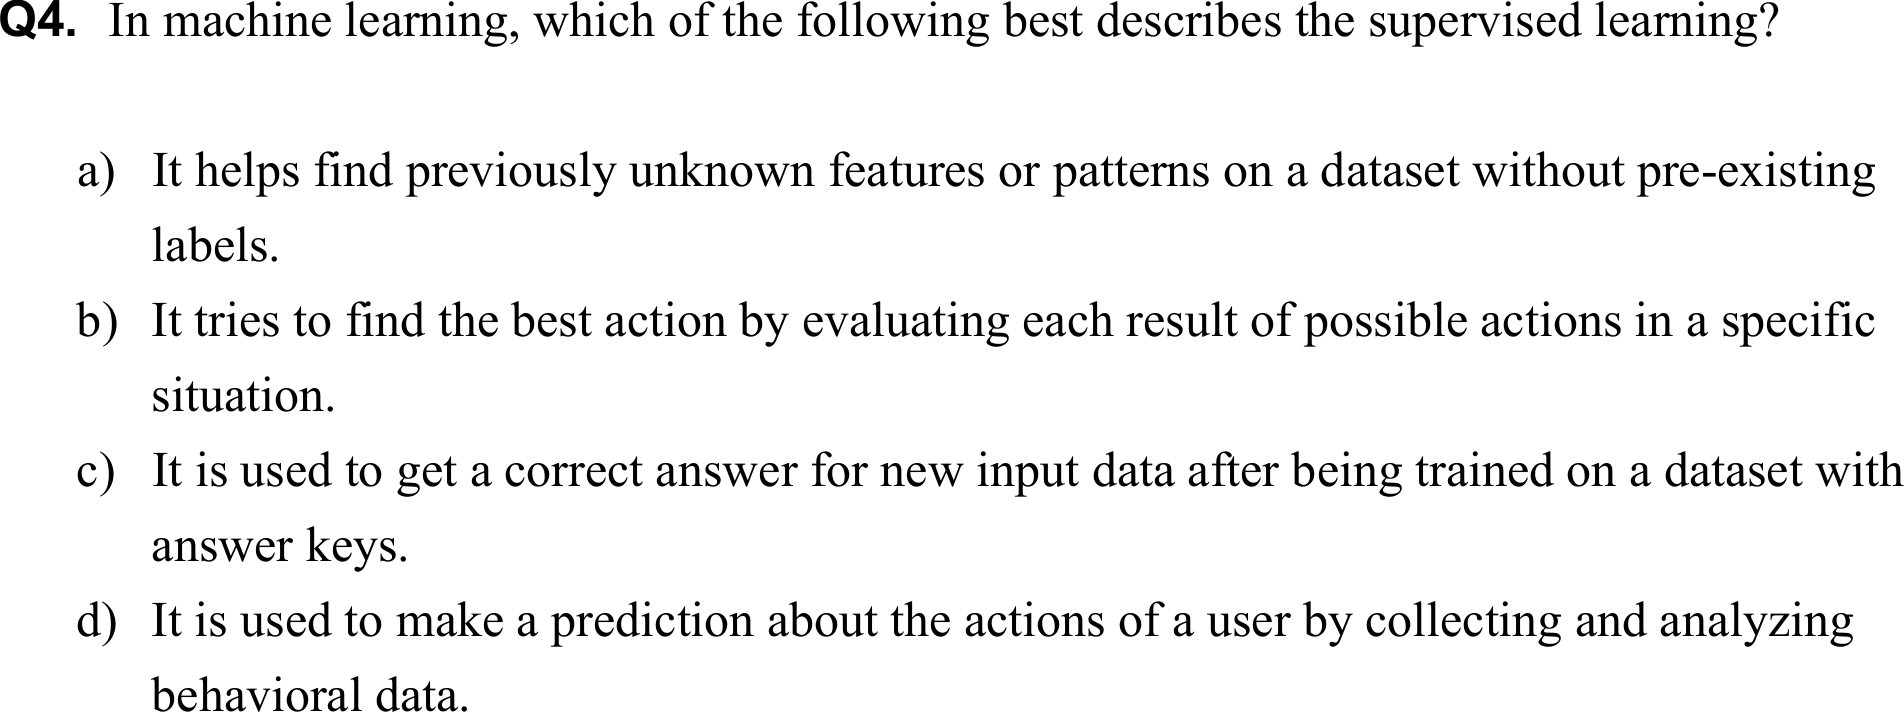 Q4. In machine learning, which of the following best describes the supervised learning?
a) It helps find previously unknown features or patterns on a dataset without pre-existing
labels.
b) It tries to find the best action by evaluating each result of possible actions in a specific
situation.
c) It is used to get a correct answer for new input data after being trained on a dataset with
answer keys.
d) It is used to make a prediction about the actions of a user by collecting and analyzing
behavioral data.